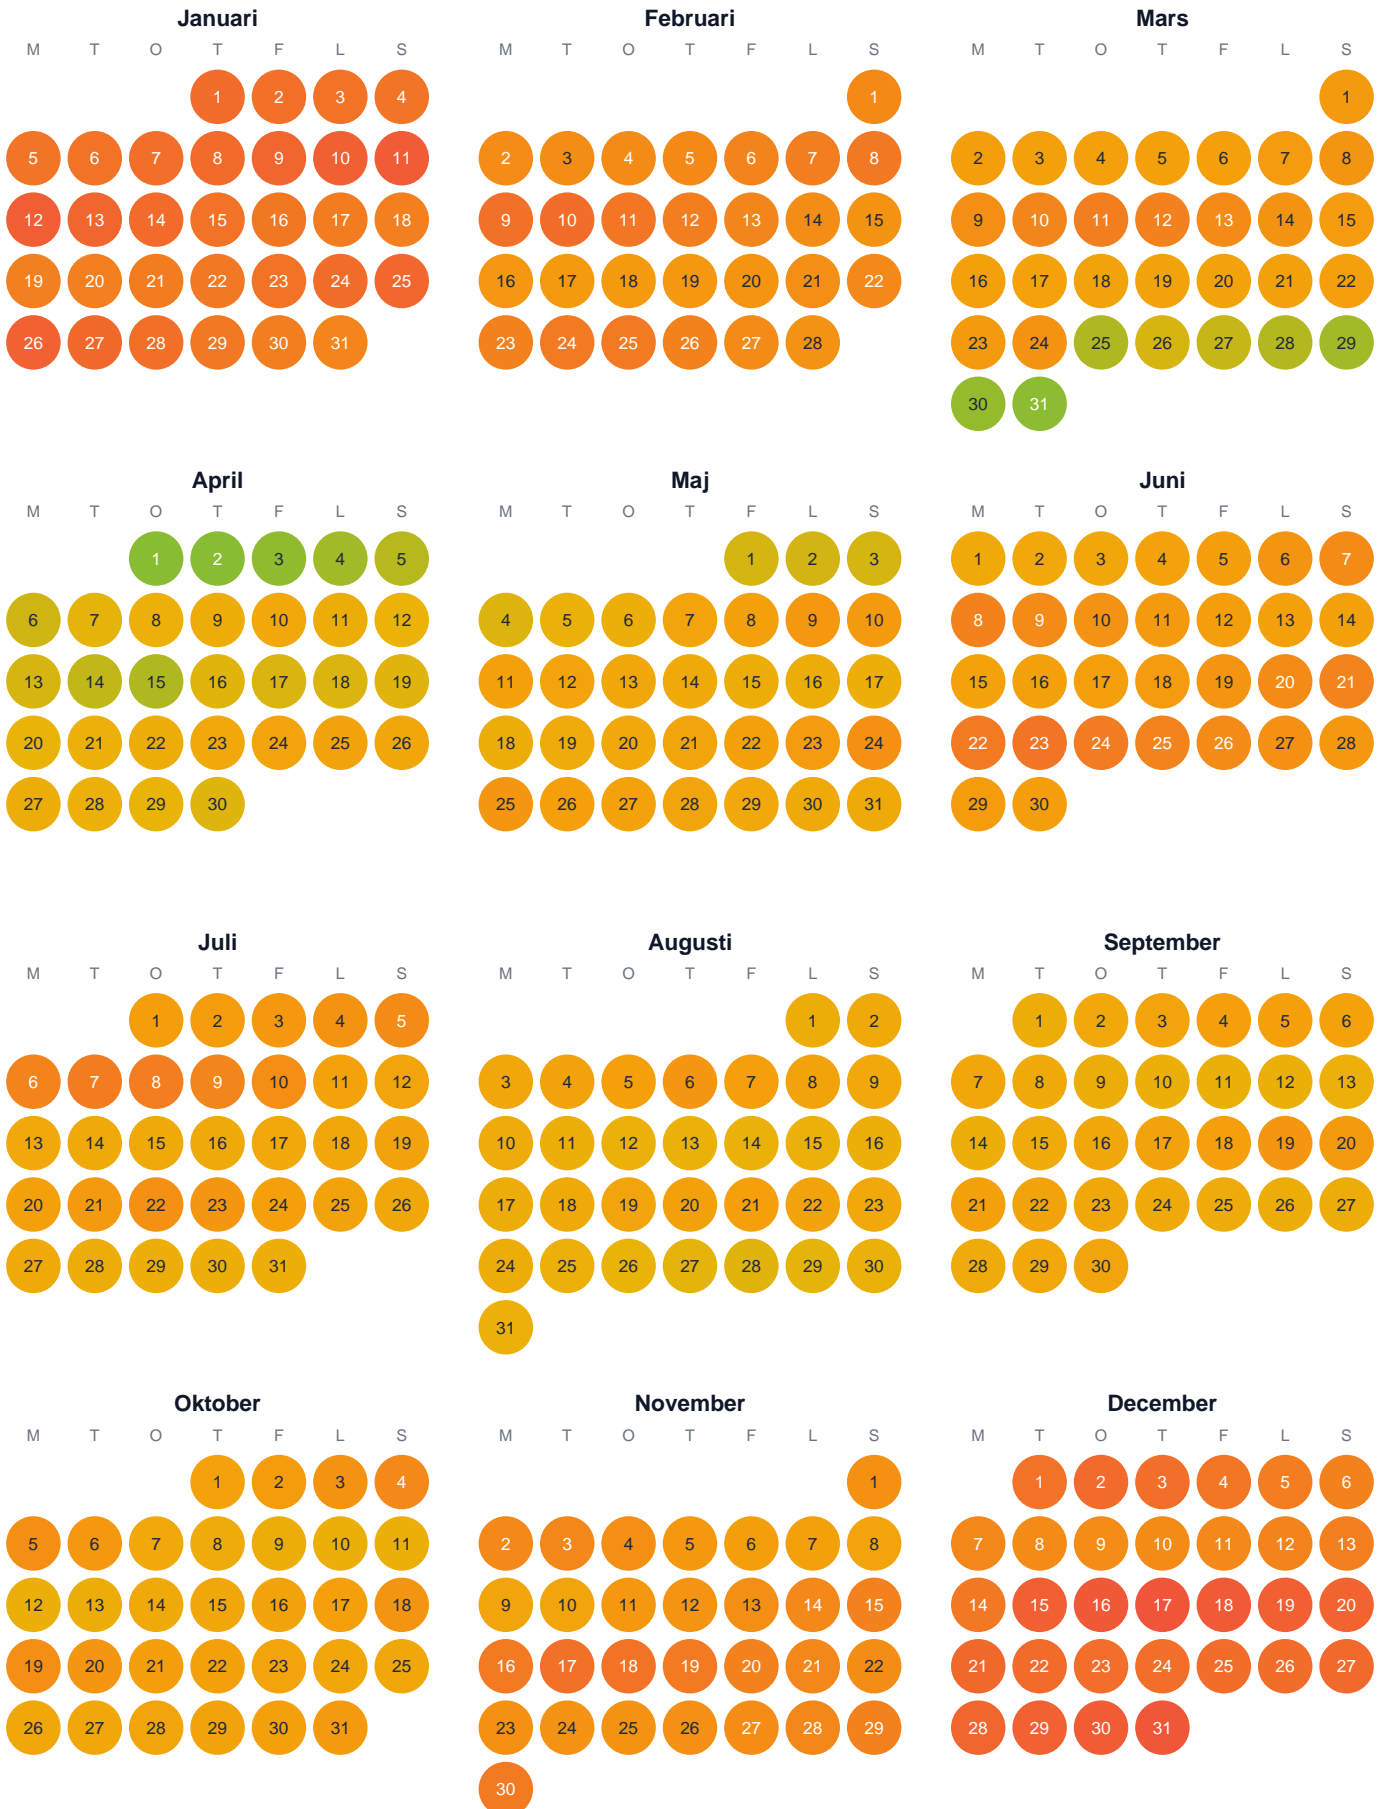 Januari Februari Mars
M T O T F L S M T O T F L S M T O T F L S
1 2 3 4 1 1
5 6 7 8 9 10 11 2 3 4 5 6 7 8 2 3 4 5 6 7 8
12 13 14 15 16 17 18 9 10 11 12 13 14 15 9 10 11 12 13 14 15
19 20 21 22 23 24 25 16 17 18 19 20 21 22 16 17 18 19 20 21 22
26 27 28 29 30 31 23 24 25 26 27 28 23 24 25 26 27 28 29
30 31
April Maj Juni
M T O T F L S M T O T F L S M T O T F L S
1 2 3 4 5 1 2 3 1 2 3 4 5 6 7
6 7 8 9 10 11 12 4 5 6 7 8 9 10 8 9 10 11 12 13 14
13 14 15 16 17 18 19 11 12 13 14 15 16 17 15 16 17 18 19 20 21
20 21 22 23 24 25 26 18 19 20 21 22 23 24 22 23 24 25 26 27 28
27 28 29 30 25 26 27 28 29 30 31 29 30
Juli Augusti September
M T O T F L S M T O T F L S M T O T F L S
1 2 3 4 5 1 2 1 2 3 4 5 6
6 7 8 9 10 11 12 3 4 5 6 7 8 9 7 8 9 10 11 12 13
13 14 15 16 17 18 19 10 11 12 13 14 15 16 14 15 16 17 18 19 20
20 21 22 23 24 25 26 17 18 19 20 21 22 23 21 22 23 24 25 26 27
27 28 29 30 31 24 25 26 27 28 29 30 28 29 30
31
Oktober November December
M T O T F L S M T O T F L S M T O T F L S
1 2 3 4 1 1 2 3 4 5 6
5 6 7 8 9 10 11 2 3 4 5 6 7 8 7 8 9 10 11 12 13
12 13 14 15 16 17 18 9 10 11 12 13 14 15 14 15 16 17 18 19 20
19 20 21 22 23 24 25 16 17 18 19 20 21 22 21 22 23 24 25 26 27
26 27 28 29 30 31 23 24 25 26 27 28 29 28 29 30 31
30